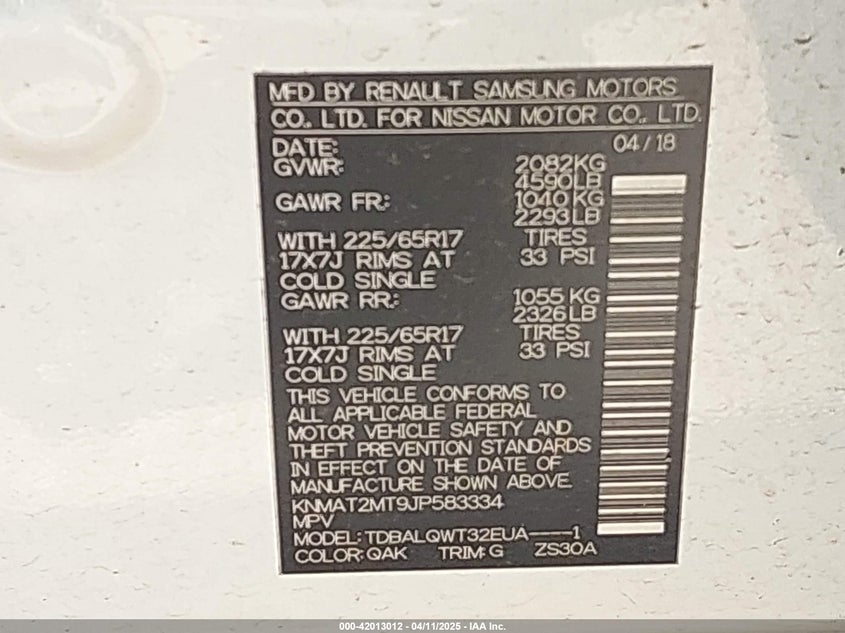 MFD BY RENAULT SAMSUNG MOTORS
CO., LTD. FOR NISSAN MOTOR CO., LTD.
DATE: 04/18
GVWR: 2082KG
4590LB
GAWR FR.: 1040 KG
2293LB
WITH 225/65R17 TIRES
17X7J RIMS AT 33 PSI
COLD SINGLE
GAWR RR.: 1055 KG
2326LB
WITH 225/65R17 TIRES
17X7J RIMS AT 33 PSI
COLD SINGLE
THIS VEHICLE CONFORMS TO
ALL APPLICABLE FEDERAL
MOTOR VEHICLE SAFETY AND
THEFT PREVENTION STANDARDS
IN EFFECT ON THE DATE OF
MANUFACTURE SHOWN ABOVE.
KNMAT2MT9JP583334
MPV
MODEL: TDBALQWT32EUA----1
COLOR: QAK TRIM: G ZS30A
000-42013012 - 04/11/2025 - IAA Inc.